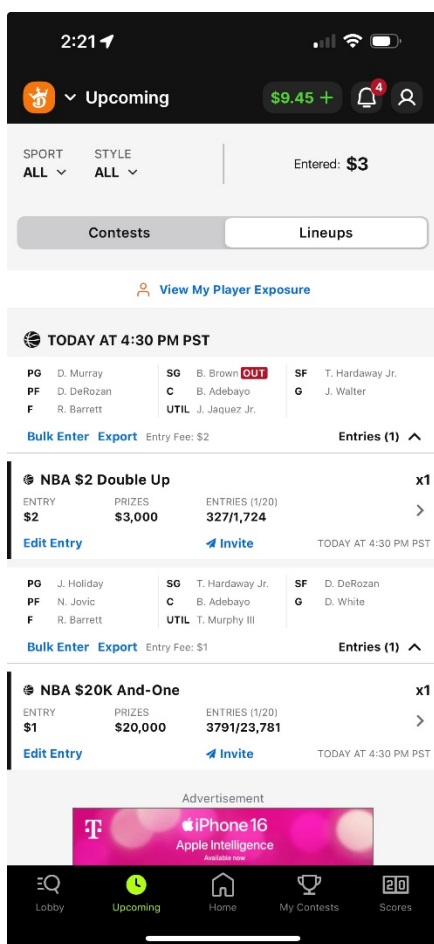 2:21
Upcoming $9.45 + 4
SPORT STYLE
ALL ALL Entered: $3
Contests Lineups
View My Player Exposure
TODAY AT 4:30 PM PST
PG D. Murray SG B. Brown OUT SF T. Hardaway Jr.
PF D. DeRozan C B. Adebayo G J. Walter
F R. Barrett UTIL J. Jaquez Jr.
Bulk Enter Export Entry Fee: $2 Entries (1)
NBA $2 Double Up x1
ENTRY PRIZES ENTRIES (1/20)
$2 $3,000 327/1,724
Edit Entry Invite TODAY AT 4:30 PM PST
PG J. Holiday SG T. Hardaway Jr. SF D. DeRozan
PF N. Jovic C B. Adebayo G D. White
F R. Barrett UTIL T. Murphy III
Bulk Enter Export Entry Fee: $1 Entries (1)
NBA $20K And-One x1
ENTRY PRIZES ENTRIES (1/20)
$1 $20,000 3791/23,781
Edit Entry Invite TODAY AT 4:30 PM PST
Advertisement
T iPhone 16
Apple Intelligence
Available now
Lobby Upcoming Home My Contests Scores